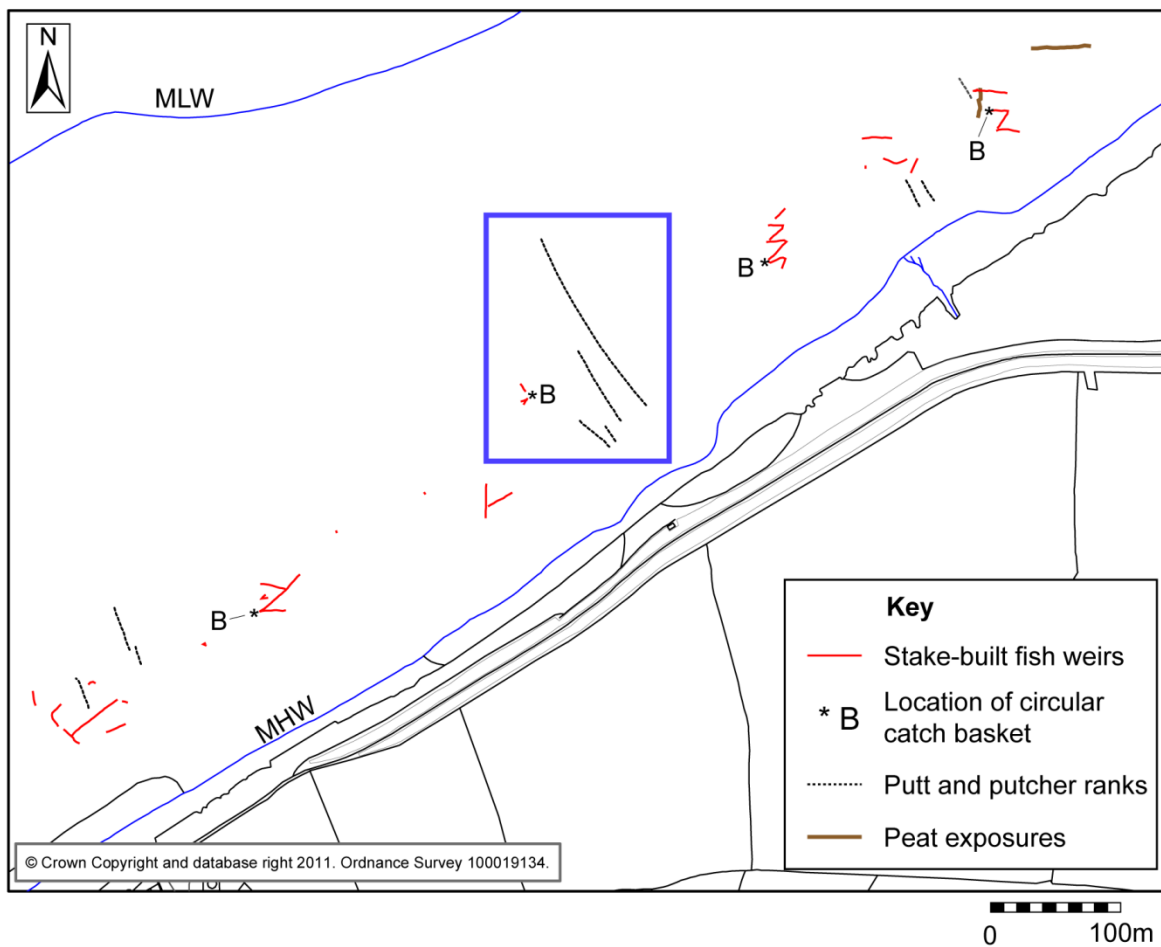 N
MLW
B
B
B
B
MHW
Key
Stake-built fish weirs
* B Location of circular
catch basket
Putt and putcher ranks
Peat exposures
© Crown Copyright and database right 2011. Ordnance Survey 100019134.
0 100m